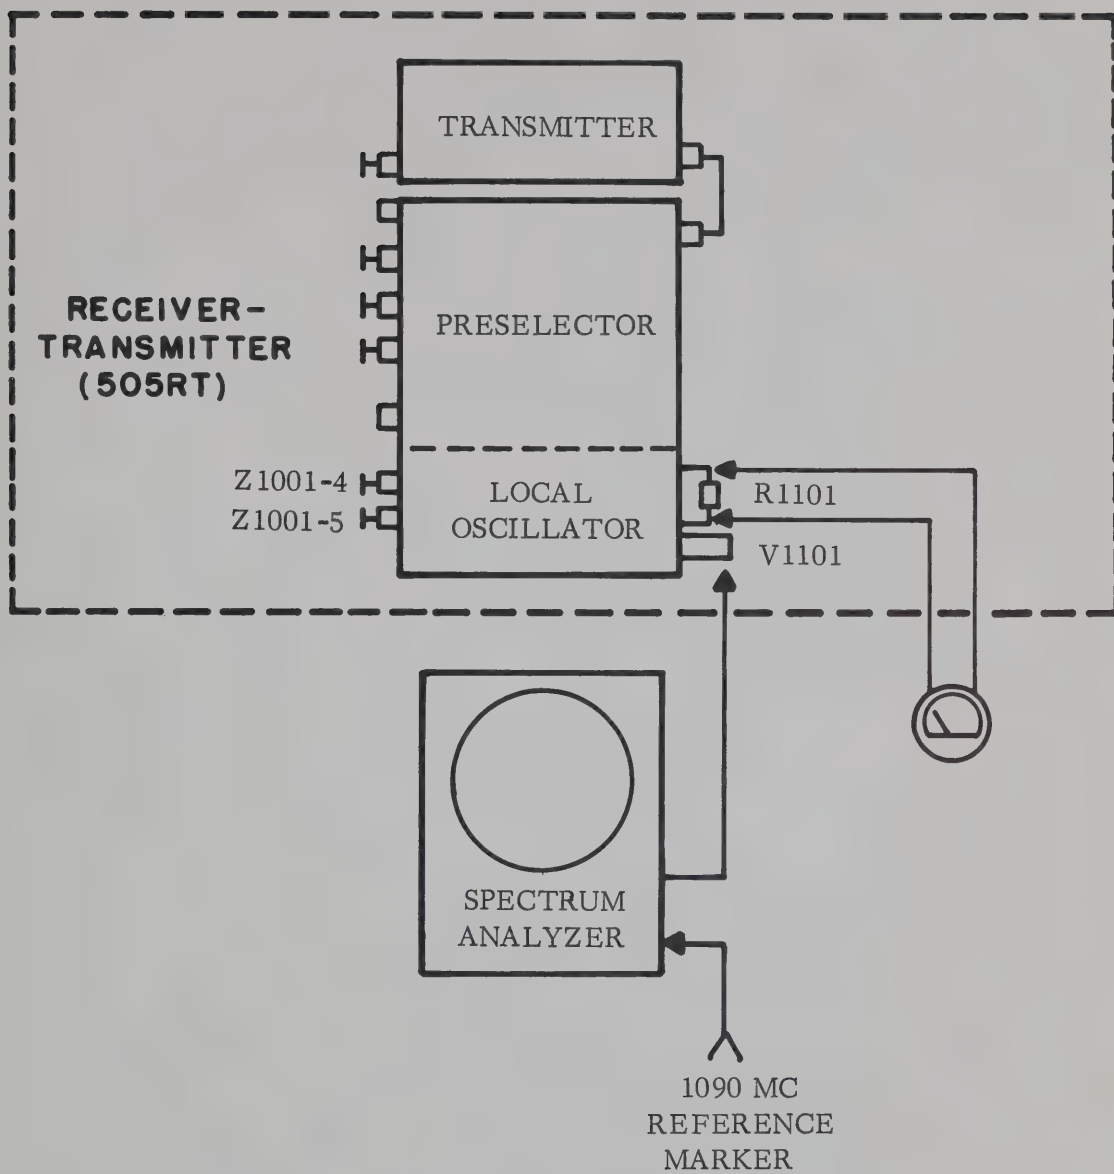 TRANSMITTER
PRESELECTOR
RECEIVER-
TRANSMITTER
(505RT)
Z1001-4
Z1001-5
LOCAL
OSCILLATOR
R1101
V1101
SPECTRUM
ANALYZER
1090 MC
REFERENCE
MARKER